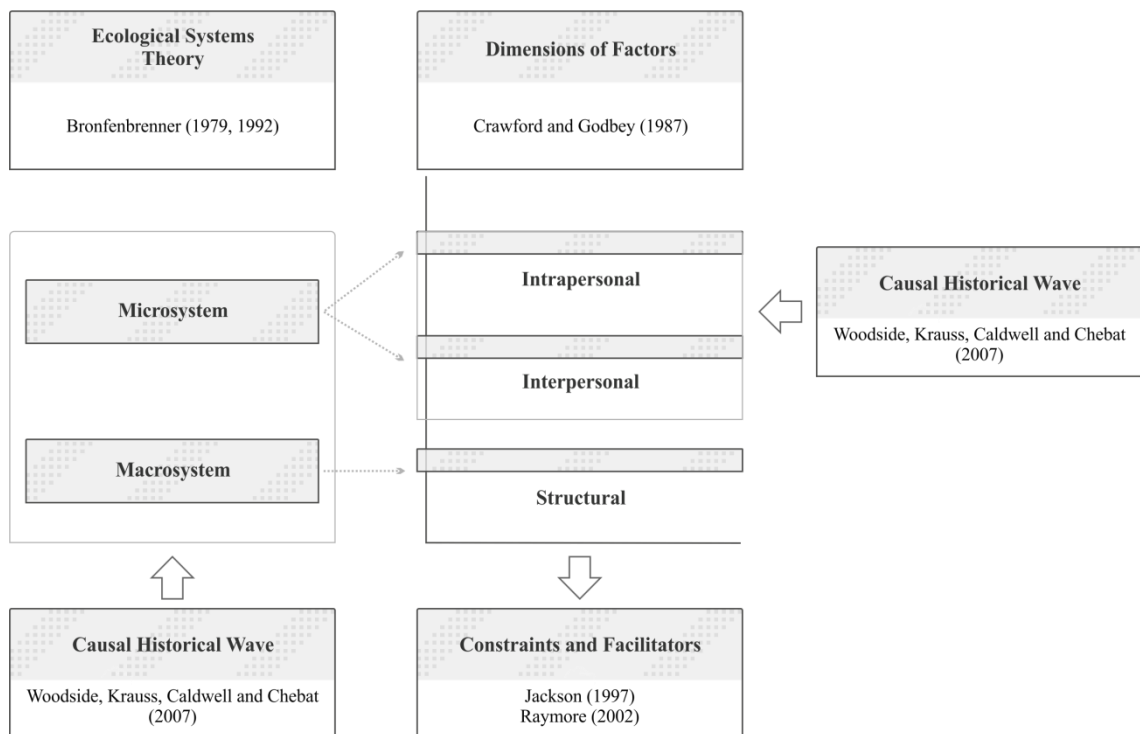 Ecological Systems
Theory
Bronfenbrenner (1979, 1992)
Dimensions of Factors
Crawford and Godbey (1987)
Microsystem
Macrosystem
Intrapersonal
Interpersonal
Structural
Causal Historical Wave
Woodside, Krauss, Caldwell and Chebat
(2007)
Causal Historical Wave
Woodside, Krauss, Caldwell and Chebat
(2007)
Constraints and Facilitators
Jackson (1997)
Raymore (2002)